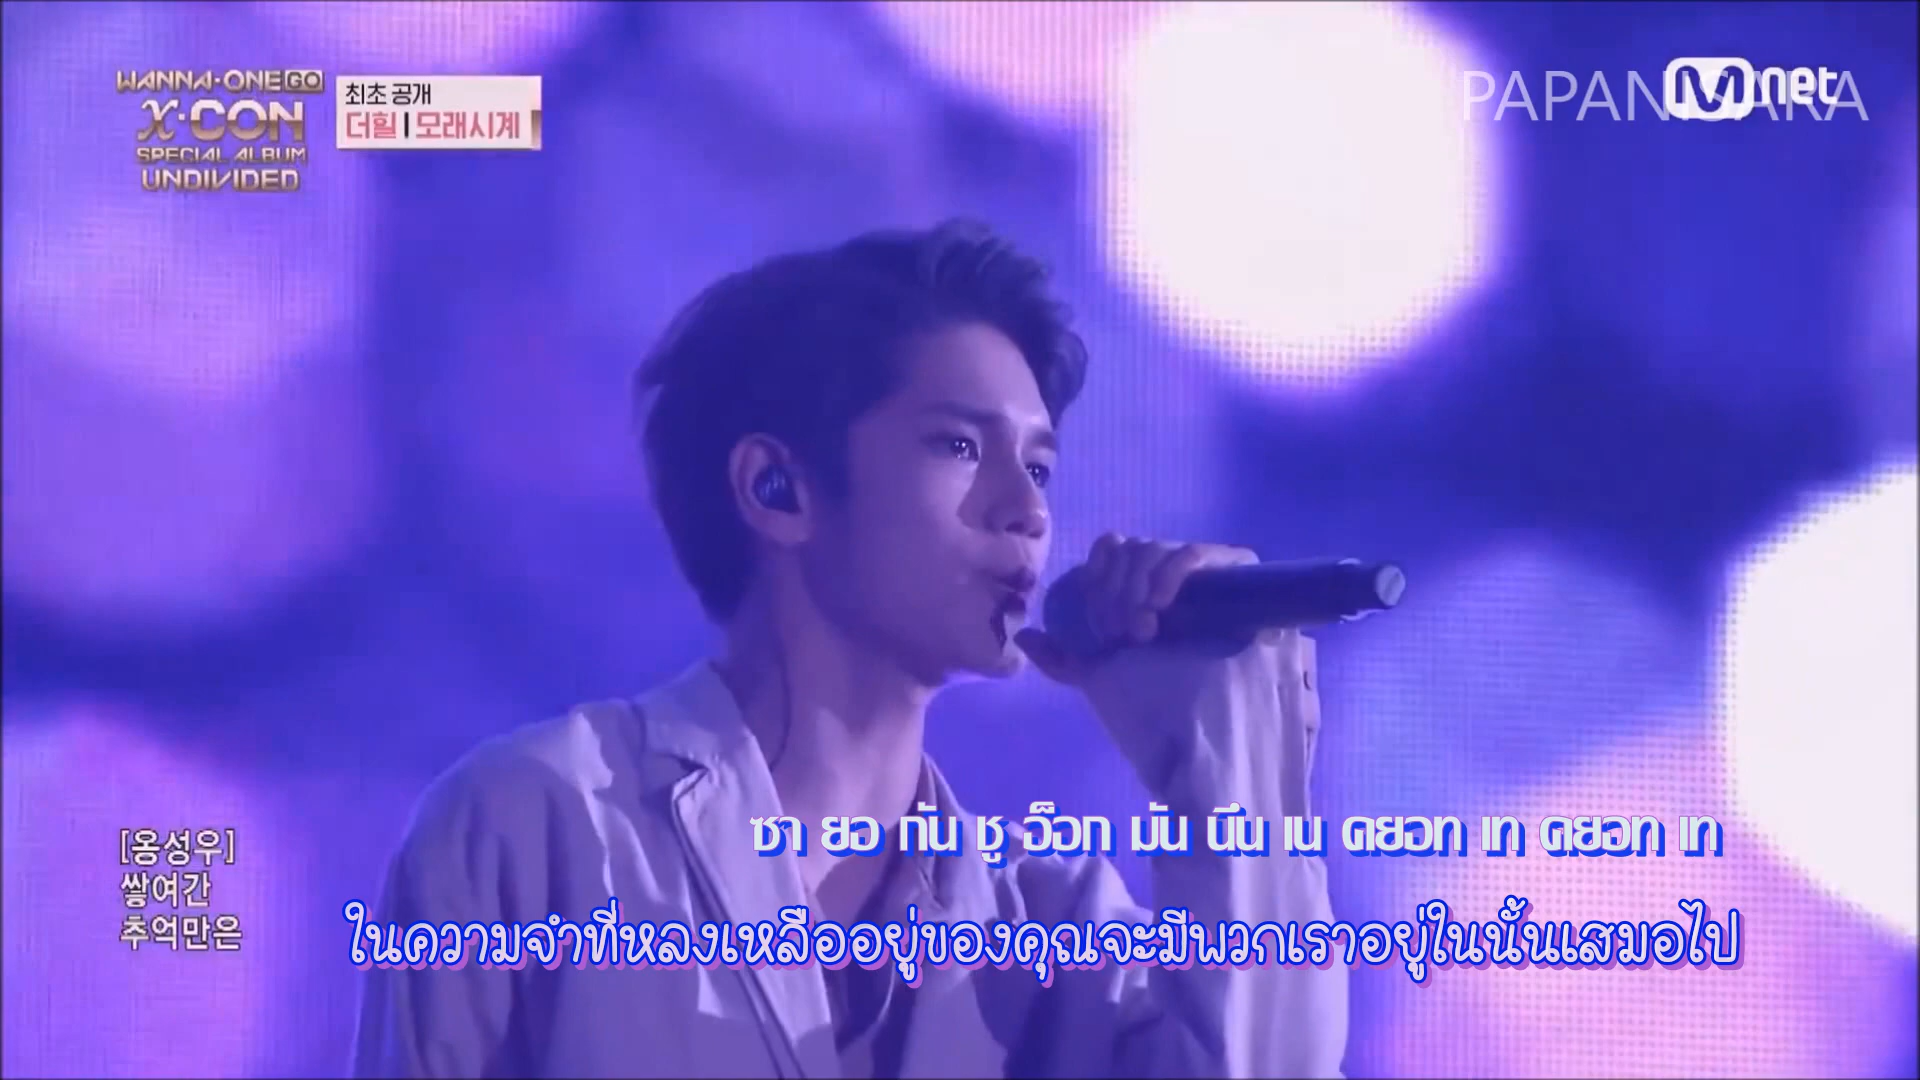 WANNA·ONE GO
X·CON
SPECIAL ALBUM
UNDIVIDED
최초 공개
더힐 | 모래시계
Mnet
PAPANISARA
[옹성우]
쌓여간
추억만은
ซา ยอ กัน ชู อ็อก มัน นึน เน คยอท เท คยอท เท
ในความจำที่หลงเหลืออยู่ของคุณจะมีพวกเราอยู่ในนั้นเสมอไป